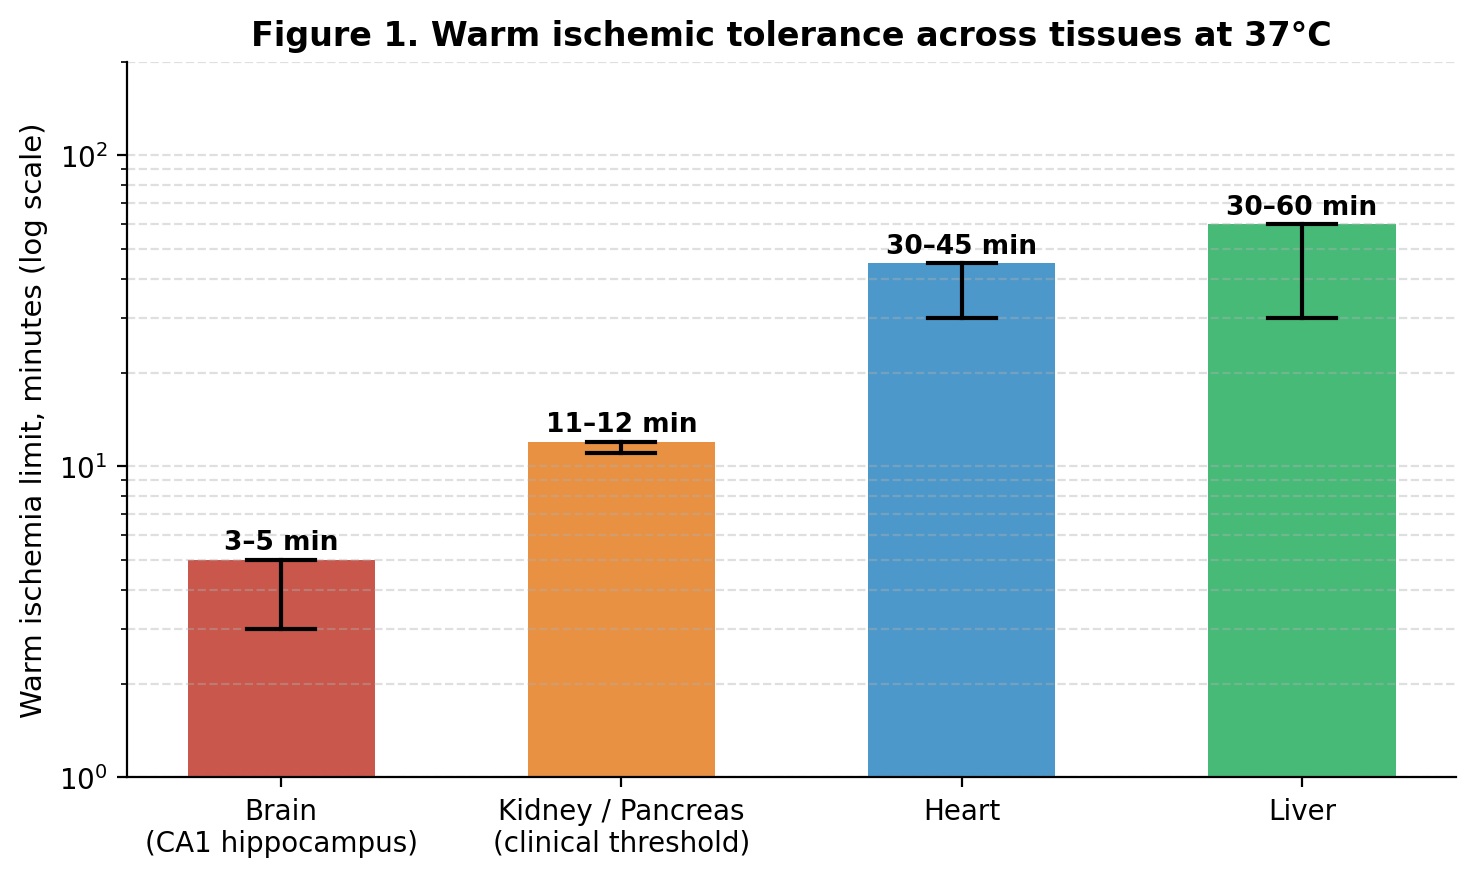 Figure 1. Warm ischemic tolerance across tissues at 37°C
Warm ischemia limit, minutes (log scale)
10²
10¹
10⁰
3–5 min
11–12 min
30–45 min
30–60 min
Brain
(CA1 hippocampus)
Kidney / Pancreas
(clinical threshold)
Heart
Liver